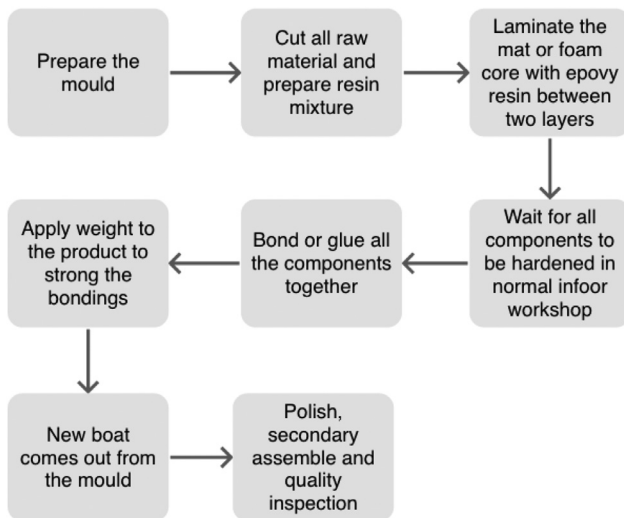 Prepare the
mould
Cut all raw
material and
prepare resin
mixture
Laminate the
mat or foam
core with epovy
resin between
two layers
Wait for all
components to
be hardened in
normal infoor
workshop
Bond or glue all
the components
together
Apply weight to
the product to
strong the
bondings
New boat
comes out from
the mould
Polish,
secondary
assemble and
quality
inspection